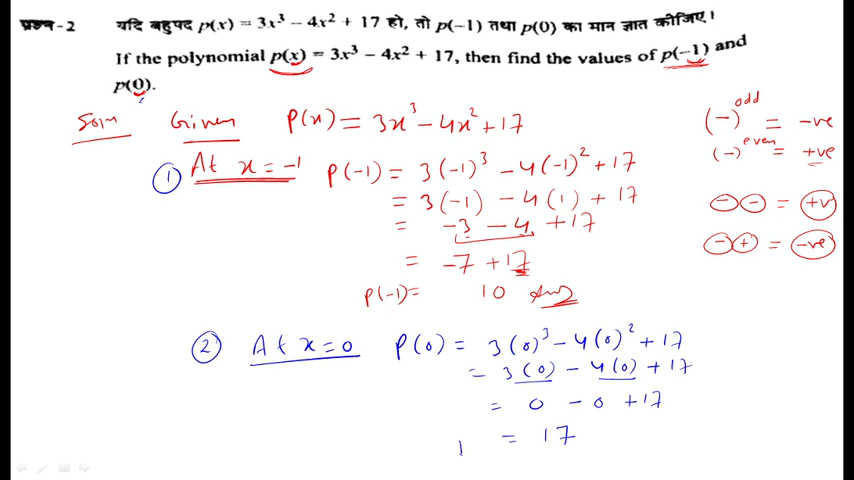 प्रश्न-2 यदि बहुपद p(x) = 3x³ − 4x² + 17 हो, तो p(−1) तथा p(0) का मान ज्ञात कीजिए।
If the polynomial p(x) = 3x³ − 4x² + 17, then find the values of p(−1) and
p(0).
Soln Given P(x) = 3x³ − 4x² + 17
(−)^odd = −ve
(−)^even = +ve
⊖⊖ = +v
⊖⊕ = −ve
① At x = −1 P(−1) = 3(−1)³ − 4(−1)² + 17
= 3(−1) − 4(1) + 17
= −3 − 4 + 17
= −7 + 17
P(−1) = 10 Ans
② At x = 0 P(0) = 3(0)³ − 4(0)² + 17
= 3(0) − 4(0) + 17
= 0 − 0 + 17
= 17